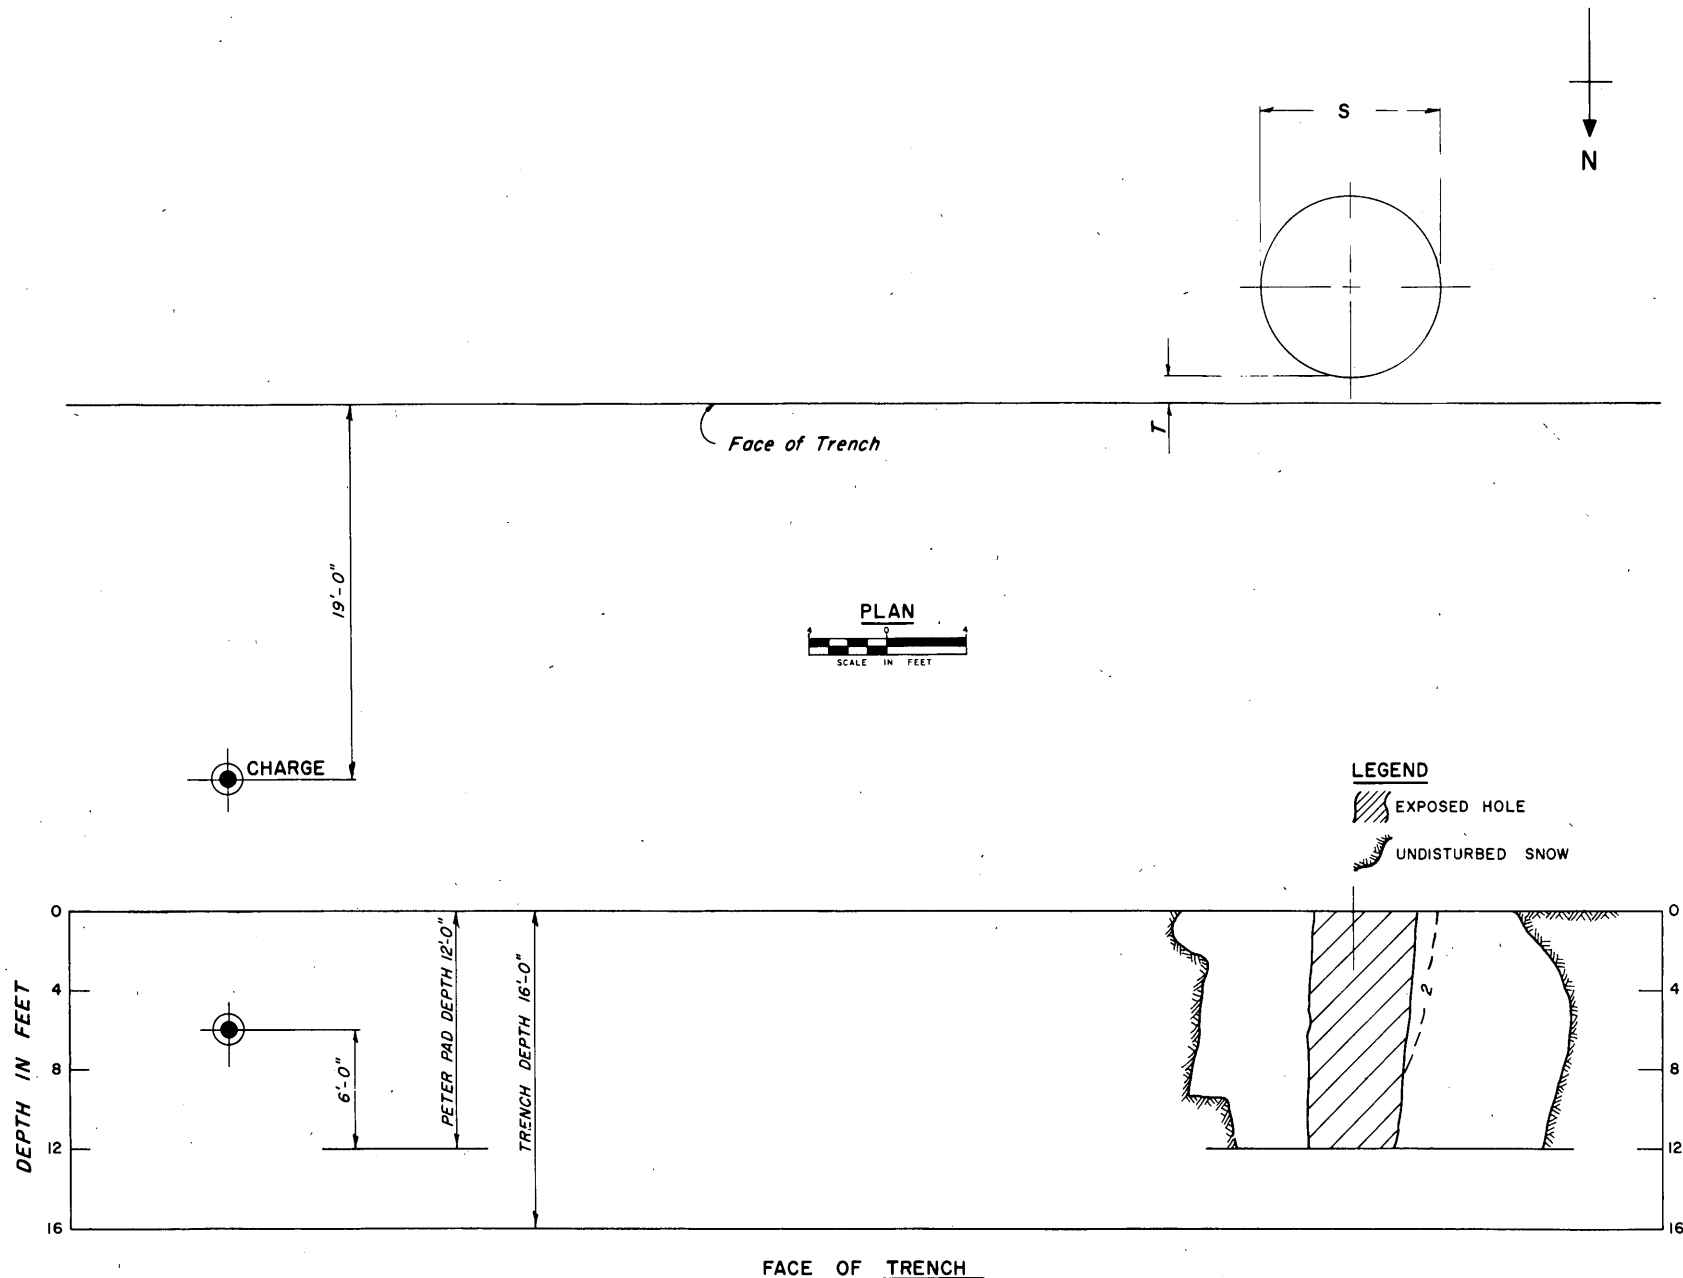 S
N
T
Face of Trench
19'-0"
PLAN
4 0 4
SCALE IN FEET
CHARGE
LEGEND
EXPOSED HOLE
UNDISTURBED SNOW
DEPTH IN FEET
0
4
8
12
16
6'-0"
PETER PAD DEPTH 12'-0"
TRENCH DEPTH 16'-0"
2
0
4
8
12
16
FACE OF TRENCH